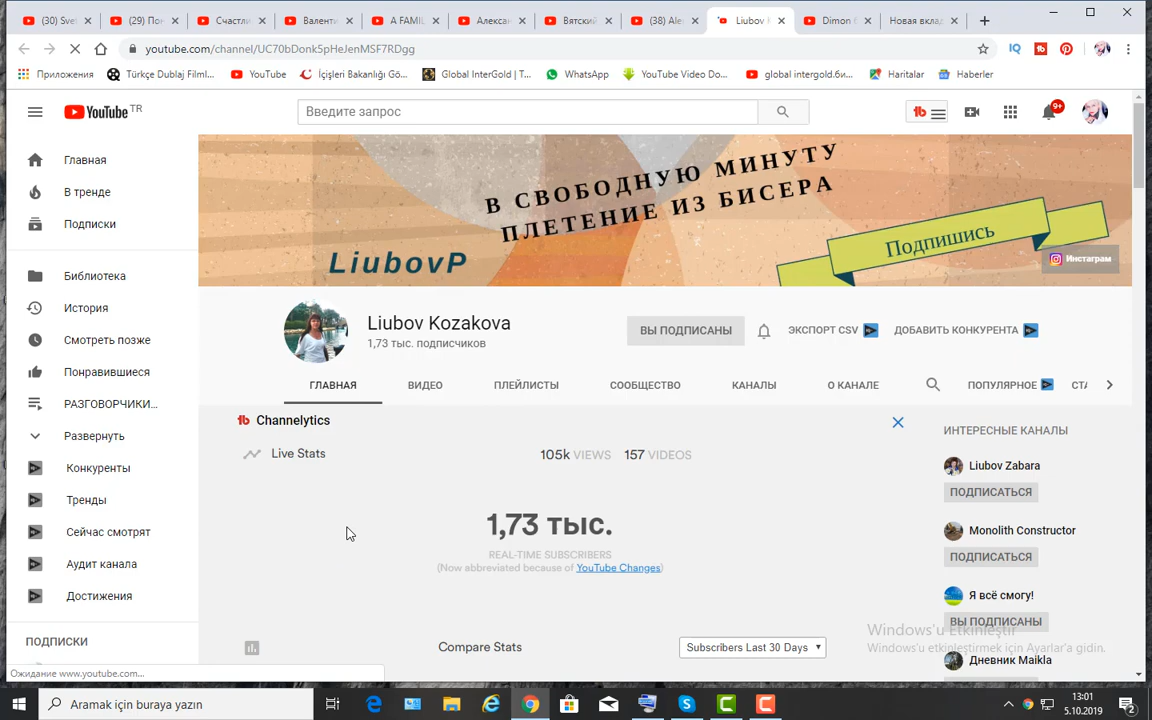 (30) Svet
(29) Пон
Счастли
Валенти
A FAMIL
Алексан
Вятский
(38) Ale
Liubov K
Dimon
Новая вклад
youtube.com/channel/UC70bDonk5pHeJenMSF7RDgg
Приложения
Türkçe Dublaj Filml...
YouTube
İçişleri Bakanlığı Gö...
Global InterGold | T...
WhatsApp
YouTube Video Do...
global intergold.би...
Haritalar
Haberler
YouTube TR
Введите запрос
9+
Главная
В тренде
Подписки
Библиотека
История
Смотреть позже
Понравившиеся
РАЗГОВОРЧИКИ...
Развернуть
Конкуренты
Тренды
Сейчас смотрят
Аудит канала
Достижения
ПОДПИСКИ
В СВОБОДНУЮ МИНУТУ
ПЛЕТЕНИЕ ИЗ БИСЕРА
LiubovP
Подпишись
Инстаграм
Liubov Kozakova
1,73 тыс. подписчиков
ВЫ ПОДПИСАНЫ
ЭКСПОРТ CSV
ДОБАВИТЬ КОНКУРЕНТА
ГЛАВНАЯ
ВИДЕО
ПЛЕЙЛИСТЫ
СООБЩЕСТВО
КАНАЛЫ
О КАНАЛЕ
ПОПУЛЯРНОЕ
СТА
Channelytics
Live Stats
105k VIEWS 157 VIDEOS
1,73 тыс.
REAL-TIME SUBSCRIBERS
(Now abbreviated because of YouTube Changes)
Compare Stats
Subscribers Last 30 Days
ИНТЕРЕСНЫЕ КАНАЛЫ
Liubov Zabara
ПОДПИСАТЬСЯ
Monolith Constructor
ПОДПИСАТЬСЯ
Я всё смогу!
ВЫ ПОДПИСАНЫ
Дневник Maikla
Windows'u Etkinleştir
Windows'u etkinleştirmek için Ayarlar'a gidin.
Ожидание www.youtube.com...
Aramak için buraya yazın
13:01
5.10.2019
2